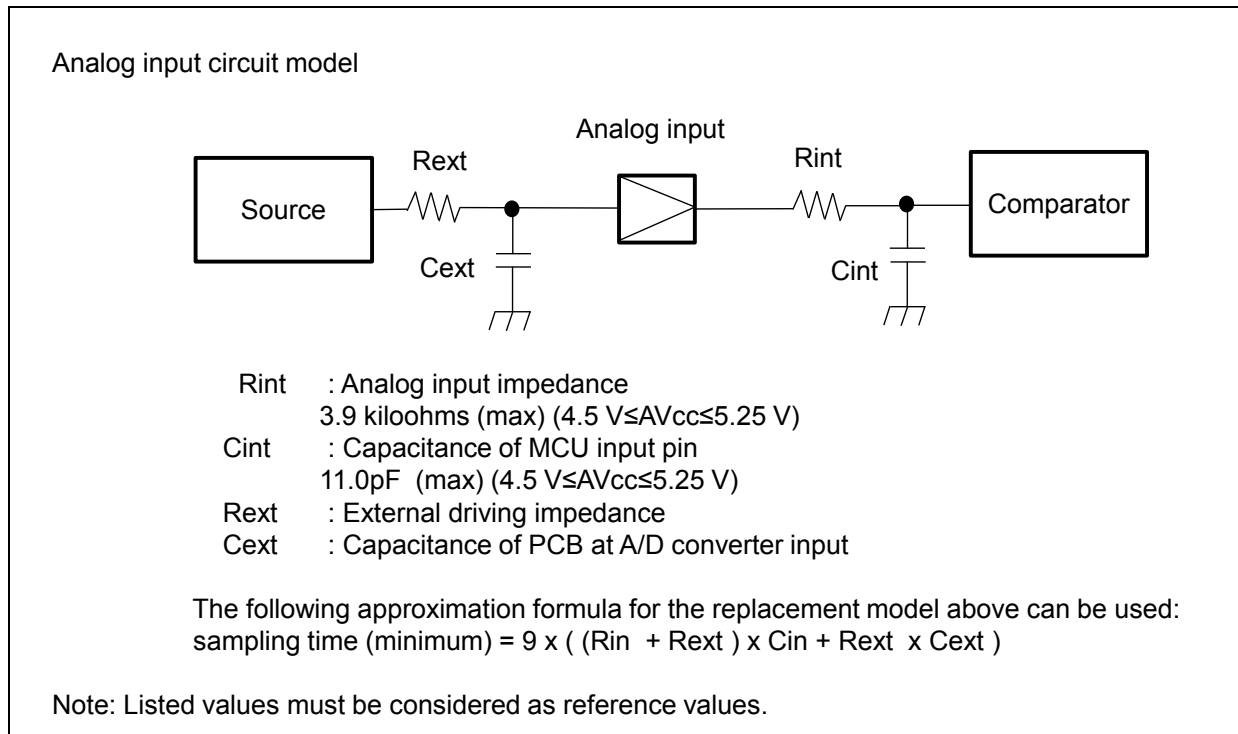 Analog input circuit model
Analog input
Rext
Rint
Source
Comparator
Cext
Cint
Rint : Analog input impedance
3.9 kiloohms (max) (4.5 V≤AVcc≤5.25 V)
Cint : Capacitance of MCU input pin
11.0pF (max) (4.5 V≤AVcc≤5.25 V)
Rext : External driving impedance
Cext : Capacitance of PCB at A/D converter input
The following approximation formula for the replacement model above can be used:
sampling time (minimum) = 9 x ( (Rin + Rext ) x Cin + Rext x Cext )
Note: Listed values must be considered as reference values.